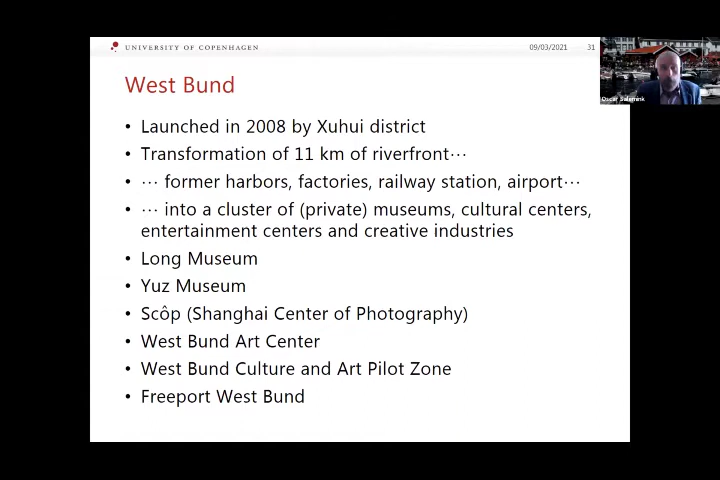 UNIVERSITY OF COPENHAGEN
09/03/2021 31
West Bund
• Launched in 2008 by Xuhui district
• Transformation of 11 km of riverfront···
• ··· former harbors, factories, railway station, airport···
• ··· into a cluster of (private) museums, cultural centers,
entertainment centers and creative industries
• Long Museum
• Yuz Museum
• Scôp (Shanghai Center of Photography)
• West Bund Art Center
• West Bund Culture and Art Pilot Zone
• Freeport West Bund
Oscar Salemink